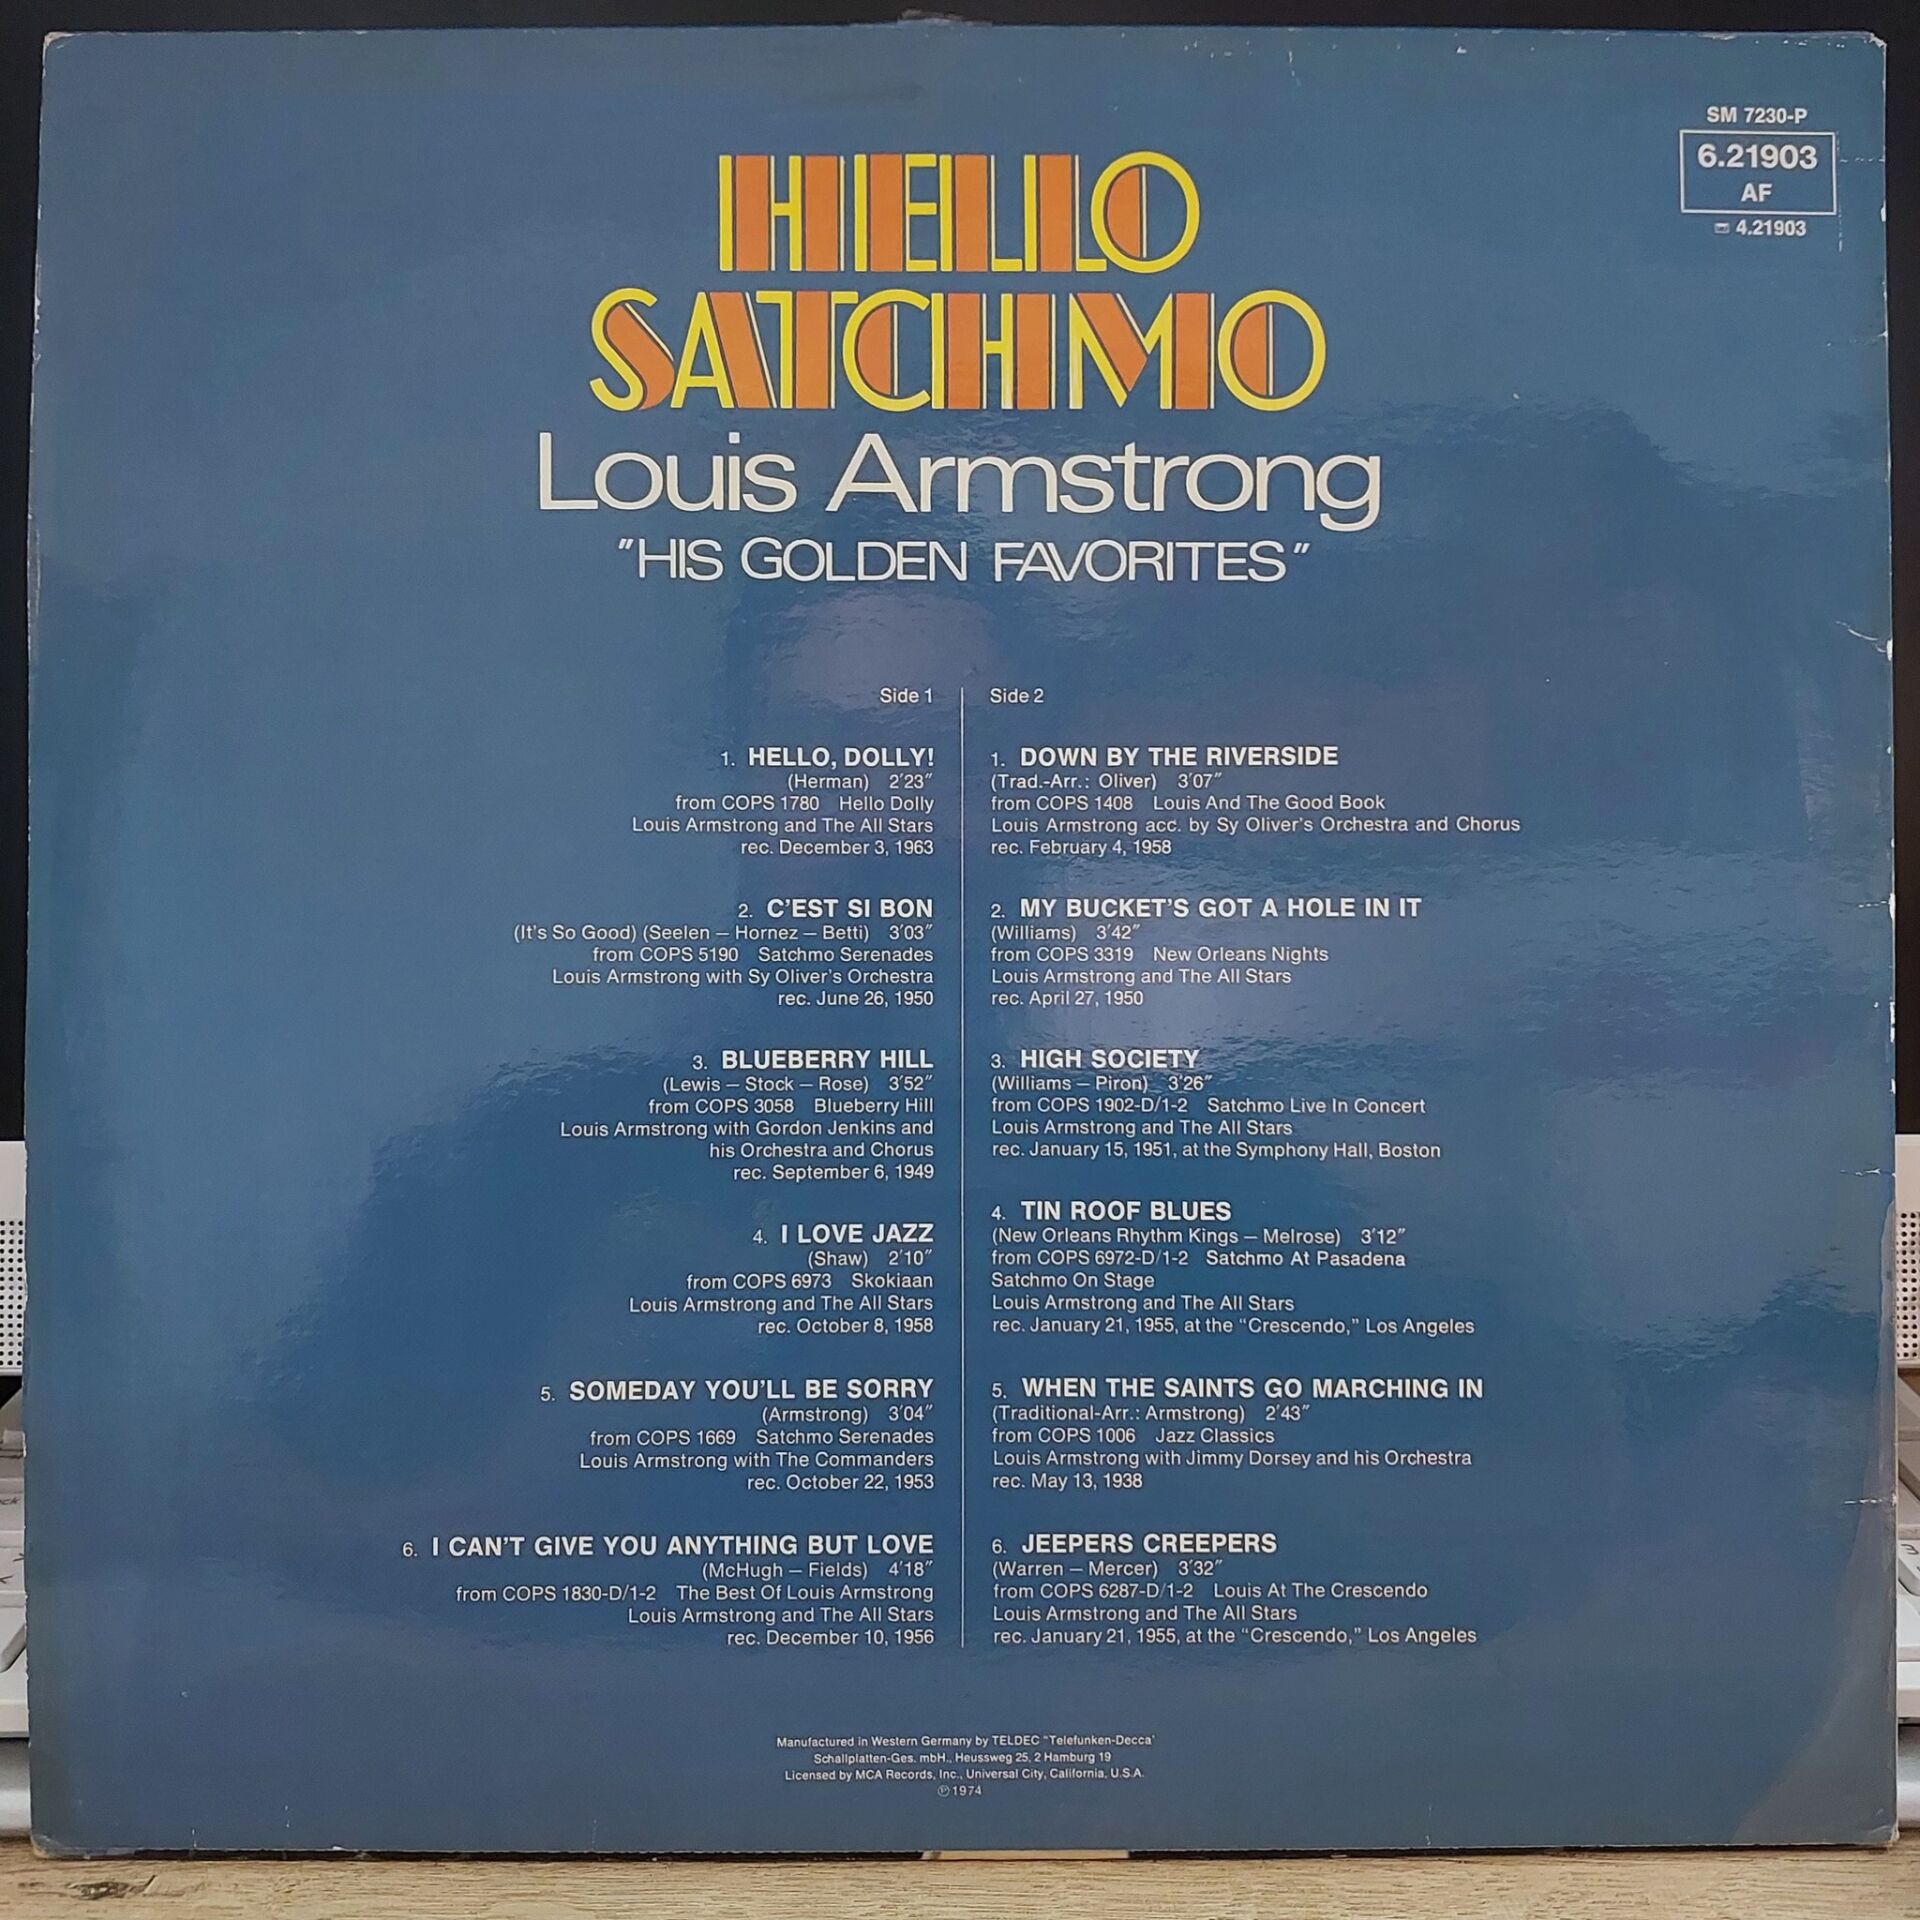 SM 7230-P
6.21903
AF
4.21903
HELLO
SATCHMO
Louis Armstrong
"HIS GOLDEN FAVORITES"
Side 1
1. HELLO, DOLLY!
(Herman) 2'23"
from COPS 1780 Hello Dolly
Louis Armstrong and The All Stars
rec. December 3, 1963
2. C'EST SI BON
(It's So Good) (Seelen – Hornez – Betti) 3'03"
from COPS 5190 Satchmo Serenades
Louis Armstrong with Sy Oliver's Orchestra
rec. June 26, 1950
3. BLUEBERRY HILL
(Lewis – Stock – Rose) 3'52"
from COPS 3058 Blueberry Hill
Louis Armstrong with Gordon Jenkins and
his Orchestra and Chorus
rec. September 6, 1949
4. I LOVE JAZZ
(Shaw) 2'10"
from COPS 6973 Skokiaan
Louis Armstrong and The All Stars
rec. October 8, 1958
5. SOMEDAY YOU'LL BE SORRY
(Armstrong) 3'04"
from COPS 1669 Satchmo Serenades
Louis Armstrong with The Commanders
rec. October 22, 1953
6. I CAN'T GIVE YOU ANYTHING BUT LOVE
(McHugh – Fields) 4'18"
from COPS 1830-D/1-2 The Best Of Louis Armstrong
Louis Armstrong and The All Stars
rec. December 10, 1956
Side 2
1. DOWN BY THE RIVERSIDE
(Trad.-Arr.: Oliver) 3'07"
from COPS 1408 Louis And The Good Book
Louis Armstrong acc. by Sy Oliver's Orchestra and Chorus
rec. February 4, 1958
2. MY BUCKET'S GOT A HOLE IN IT
(Williams) 3'42"
from COPS 3319 New Orleans Nights
Louis Armstrong and The All Stars
rec. April 27, 1950
3. HIGH SOCIETY
(Williams – Piron) 3'26"
from COPS 1902-D/1-2 Satchmo Live In Concert
Louis Armstrong and The All Stars
rec. January 15, 1951, at the Symphony Hall, Boston
4. TIN ROOF BLUES
(New Orleans Rhythm Kings – Melrose) 3'12"
from COPS 6972-D/1-2 Satchmo At Pasadena
Satchmo On Stage
Louis Armstrong and The All Stars
rec. January 21, 1955, at the "Crescendo," Los Angeles
5. WHEN THE SAINTS GO MARCHING IN
(Traditional-Arr.: Armstrong) 2'43"
from COPS 1006 Jazz Classics
Louis Armstrong with Jimmy Dorsey and his Orchestra
rec. May 13, 1938
6. JEEPERS CREEPERS
(Warren – Mercer) 3'32"
from COPS 6287-D/1-2 Louis At The Crescendo
Louis Armstrong and The All Stars
rec. January 21, 1955, at the "Crescendo," Los Angeles
Manufactured in Western Germany by TELDEC "Telefunken-Decca"
Schallplatten-Ges. mbH., Heussweg 25, 2 Hamburg 19
Licensed by MCA Records, Inc., Universal City, California, U.S.A.
℗ 1974